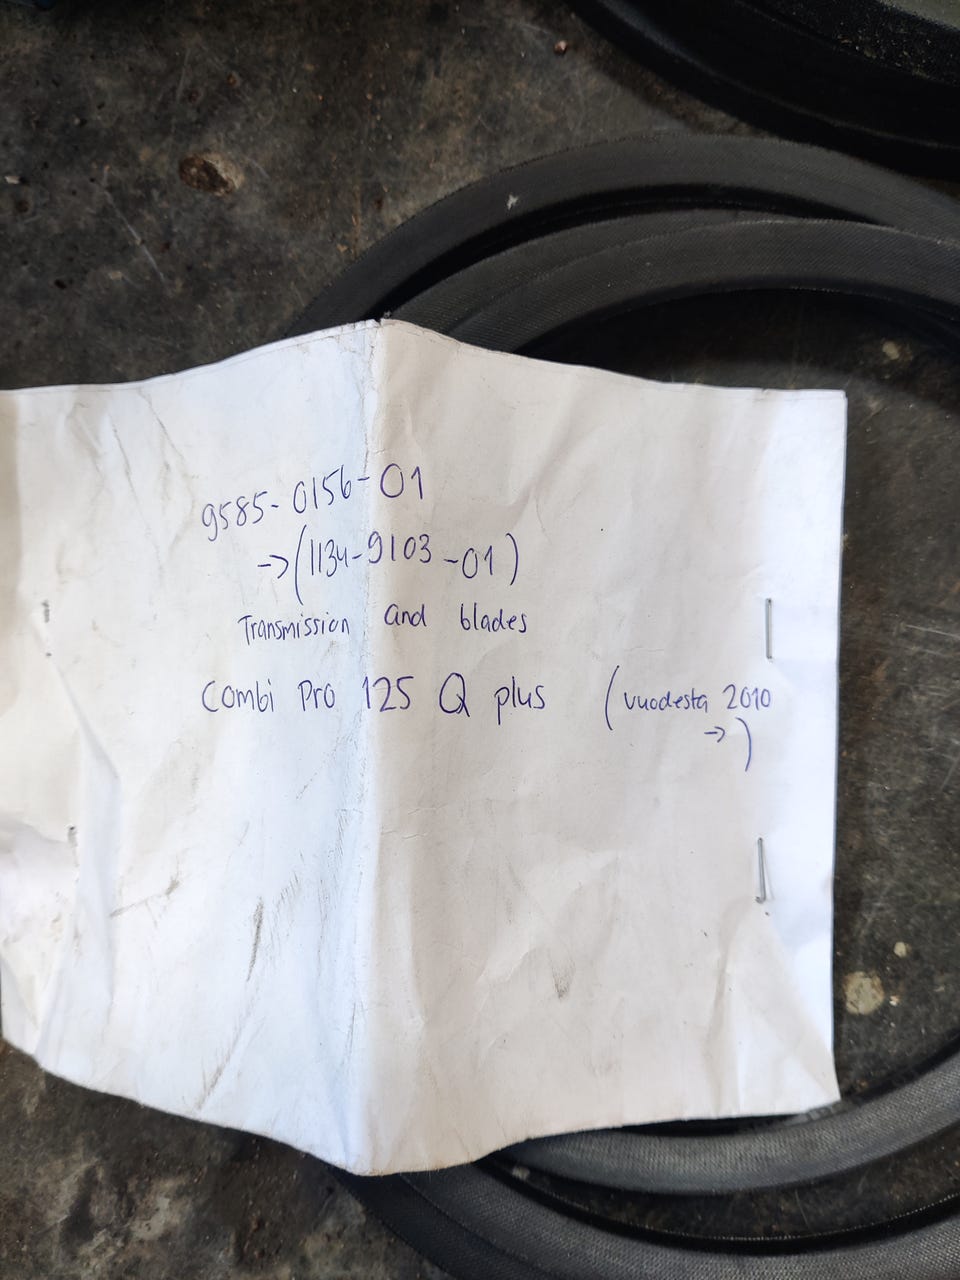 9585-0156-01
->(1134-9103-01)
Transmission and blades
Combi Pro 125 Q plus (vuodesta 2010
->)